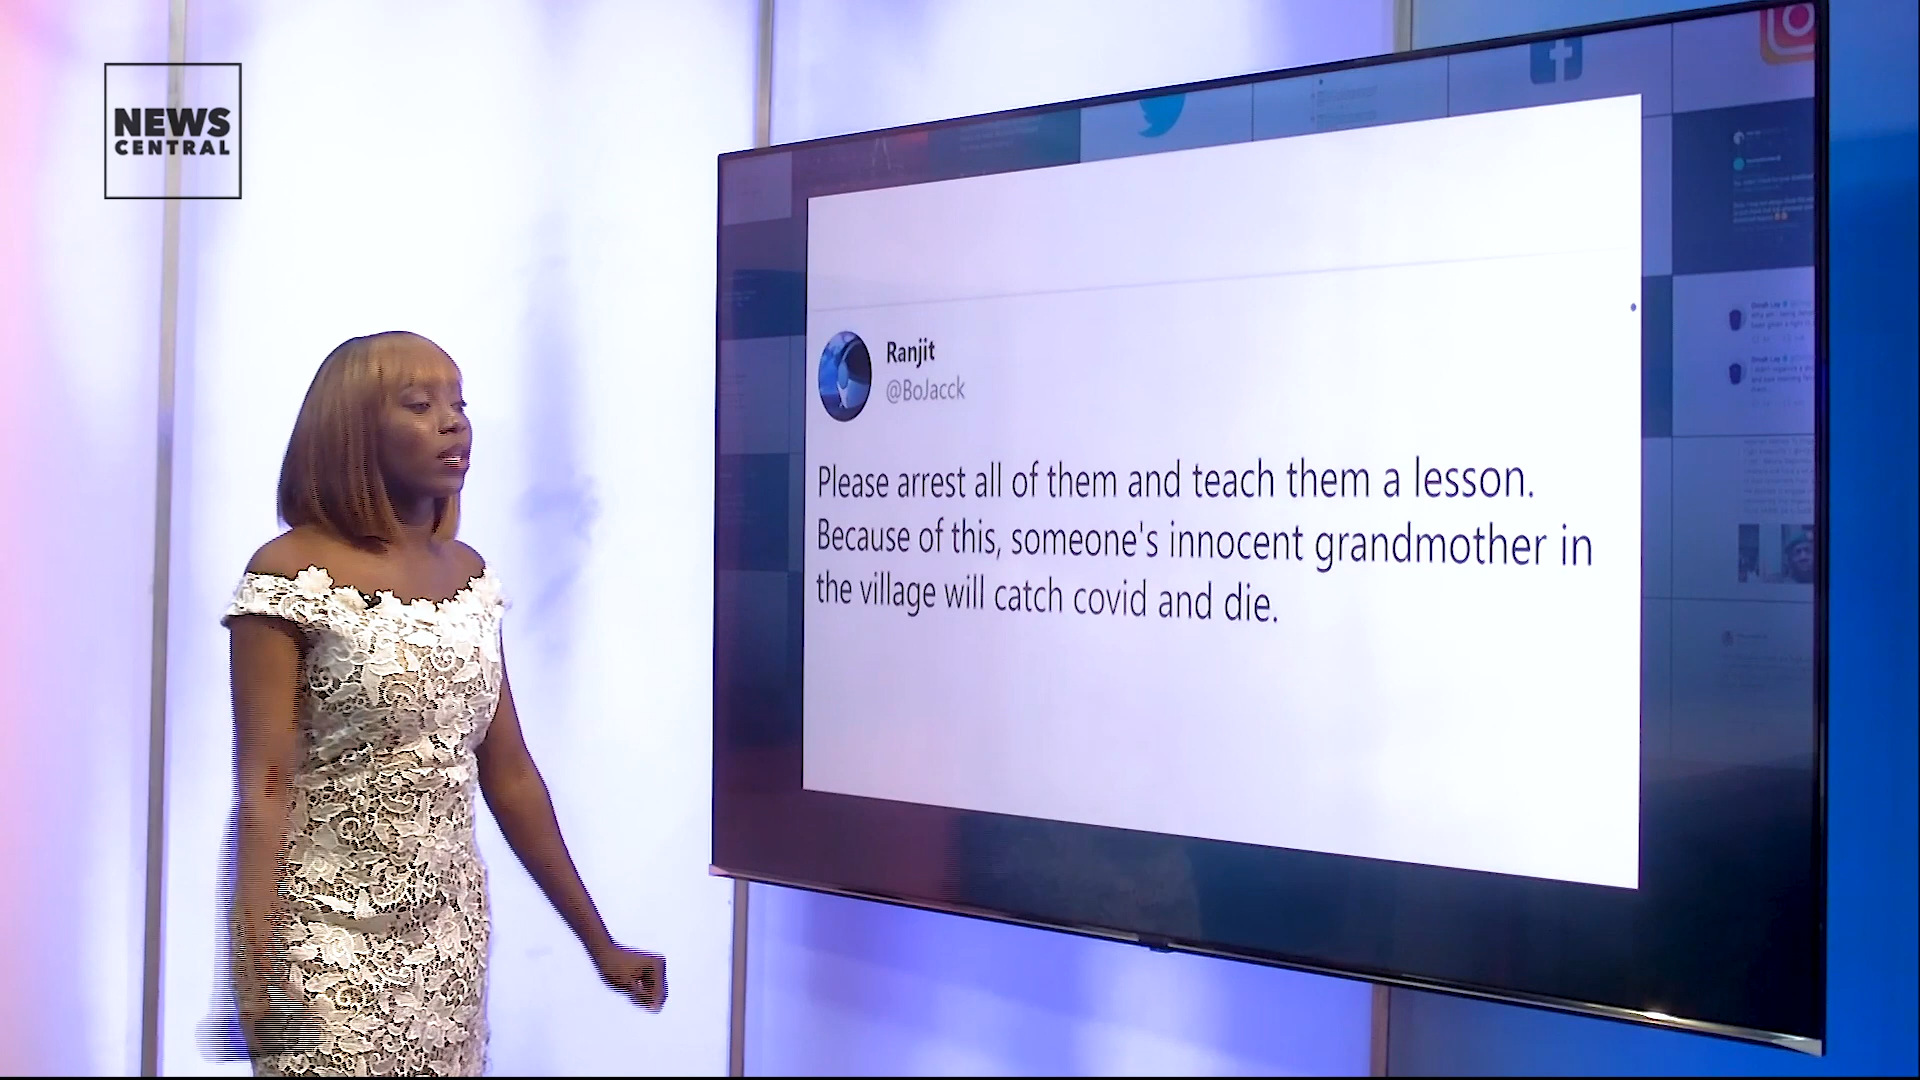 NEWS
CENTRAL
Ranjit
@BoJacck
Please arrest all of them and teach them a lesson.
Because of this, someone's innocent grandmother in
the village will catch covid and die.